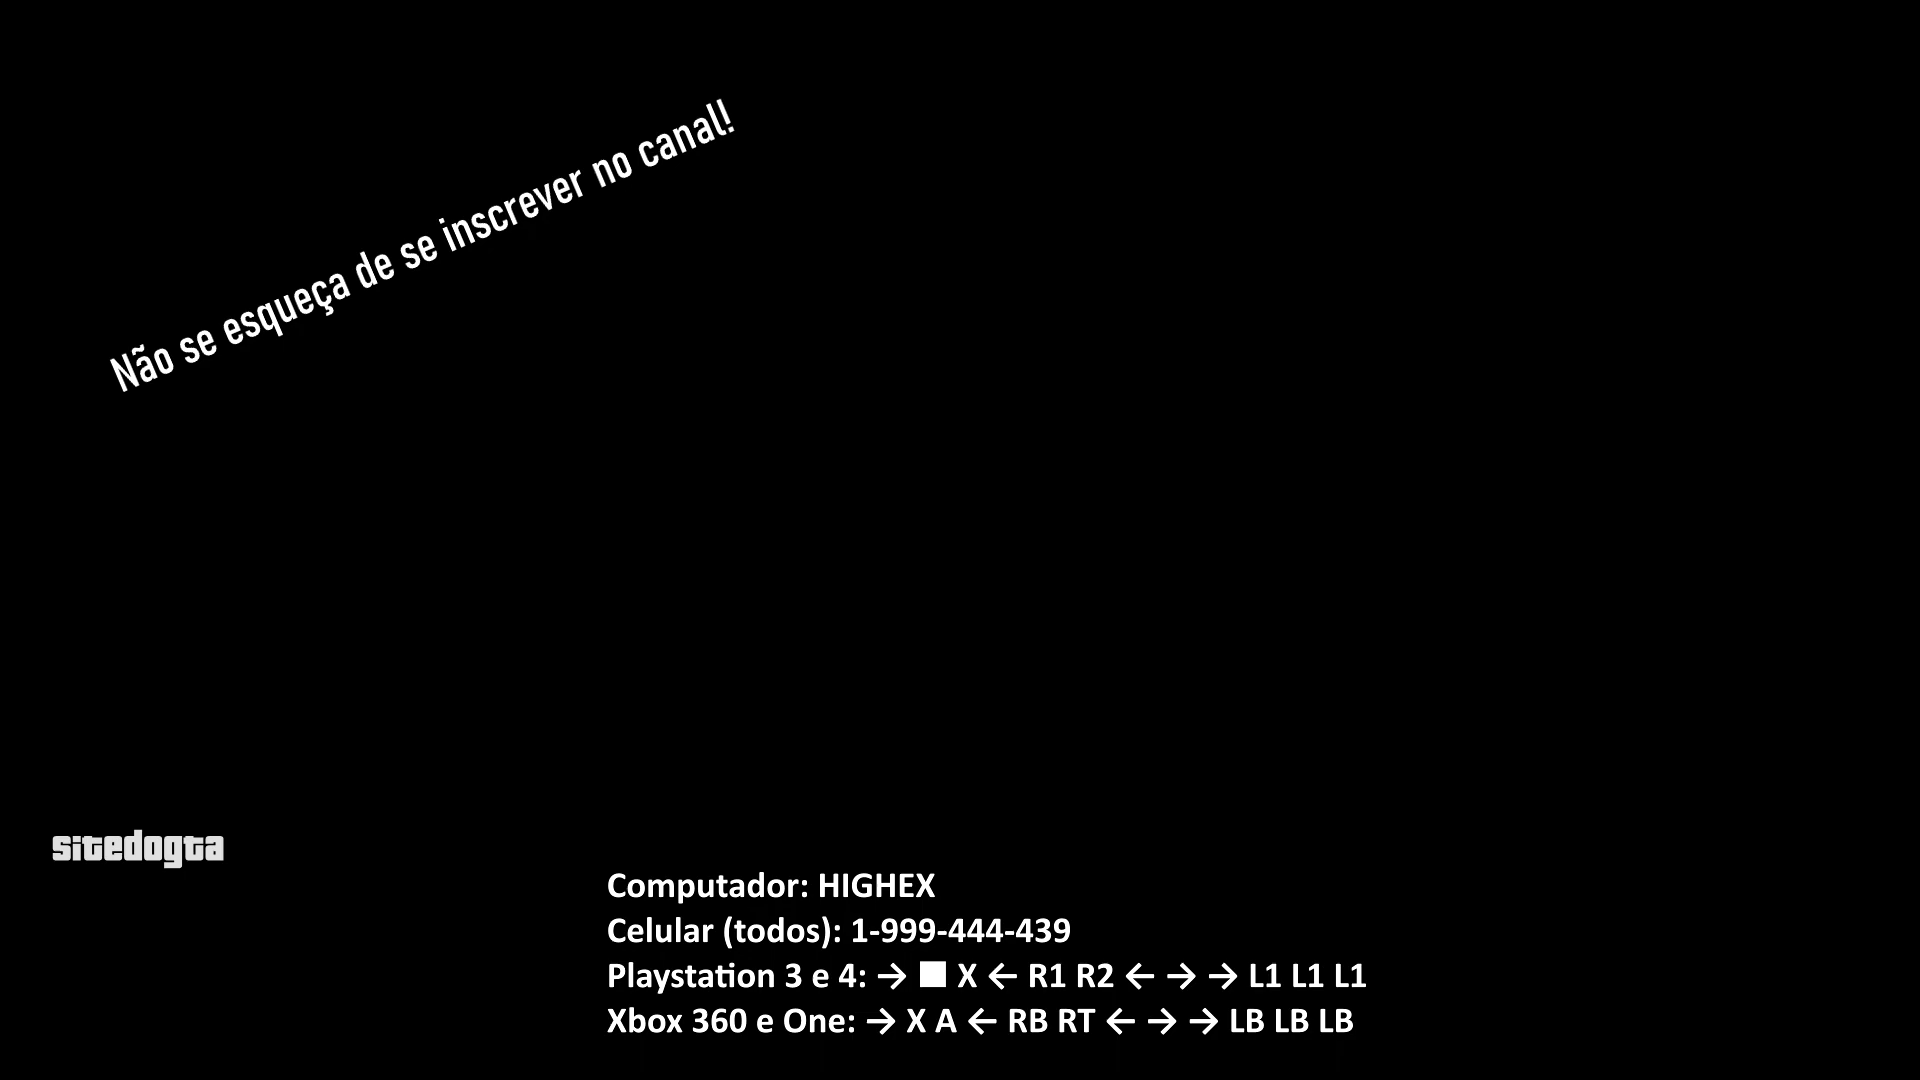 Não se esqueça de se inscrever no canal!
sitedogta
Computador: HIGHEX
Celular (todos): 1-999-444-439
Playstation 3 e 4: → ■ X ← R1 R2 ← → → L1 L1 L1
Xbox 360 e One: → X A ← RB RT ← → → LB LB LB